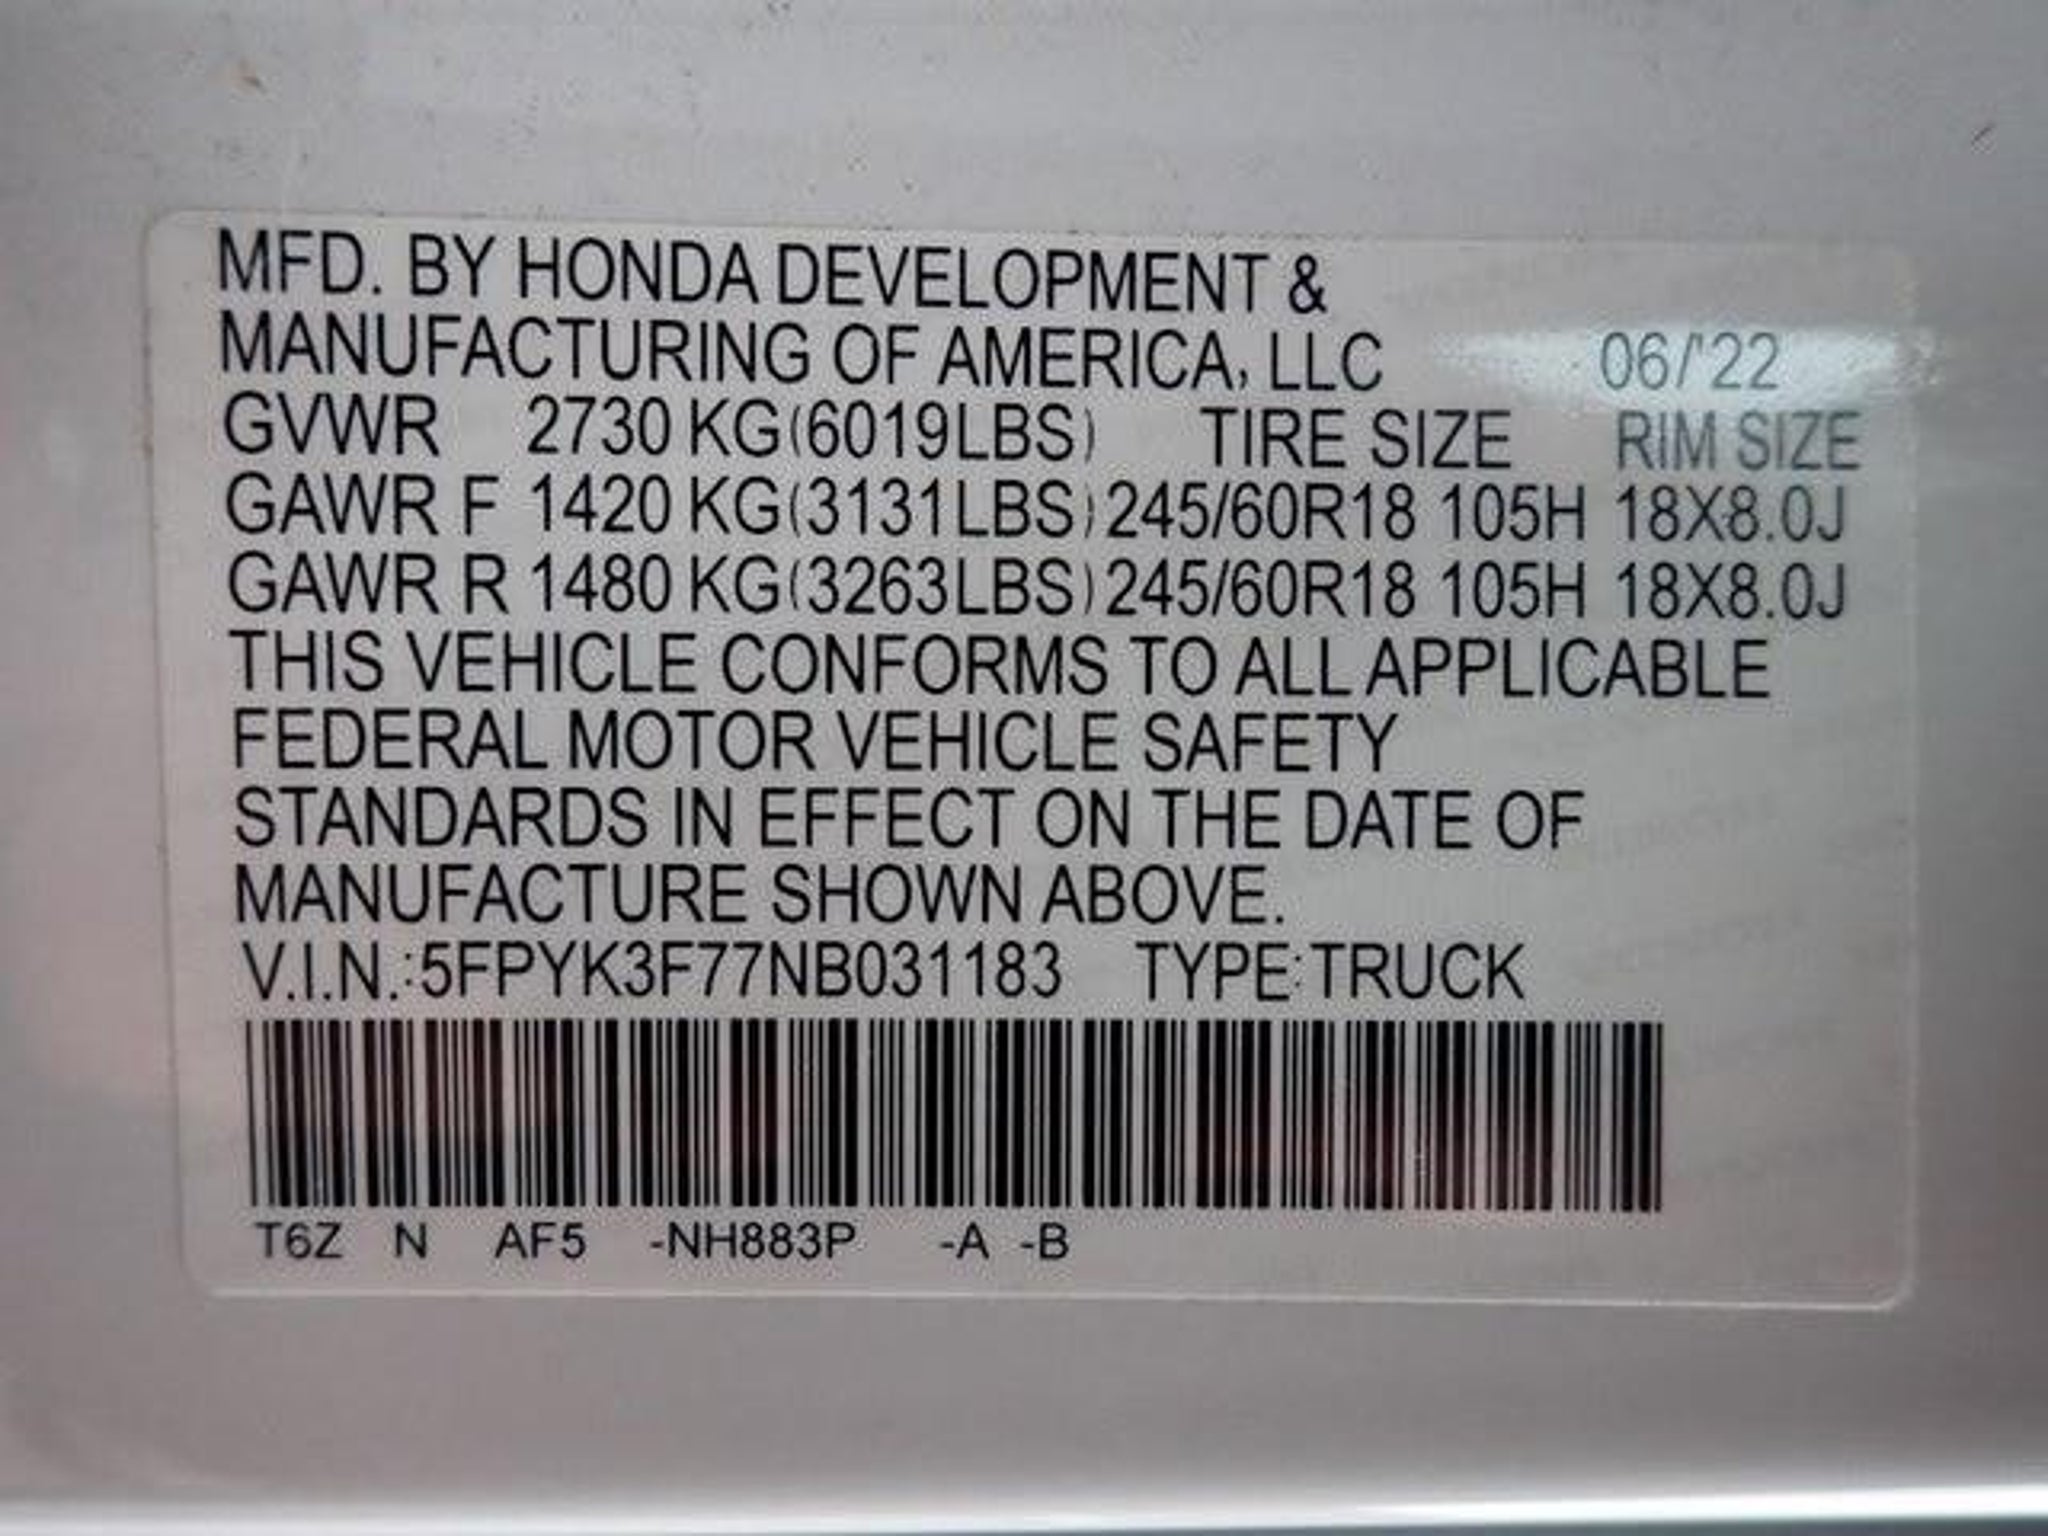 MFD. BY HONDA DEVELOPMENT &
MANUFACTURING OF AMERICA, LLC 06/'22
GVWR 2730 KG(6019LBS) TIRE SIZE RIM SIZE
GAWR F 1420 KG(3131LBS) 245/60R18 105H 18X8.0J
GAWR R 1480 KG(3263LBS) 245/60R18 105H 18X8.0J
THIS VEHICLE CONFORMS TO ALL APPLICABLE
FEDERAL MOTOR VEHICLE SAFETY
STANDARDS IN EFFECT ON THE DATE OF
MANUFACTURE SHOWN ABOVE.
V.I.N.:5FPYK3F77NB031183 TYPE:TRUCK
T6Z N AF5 -NH883P -A -B